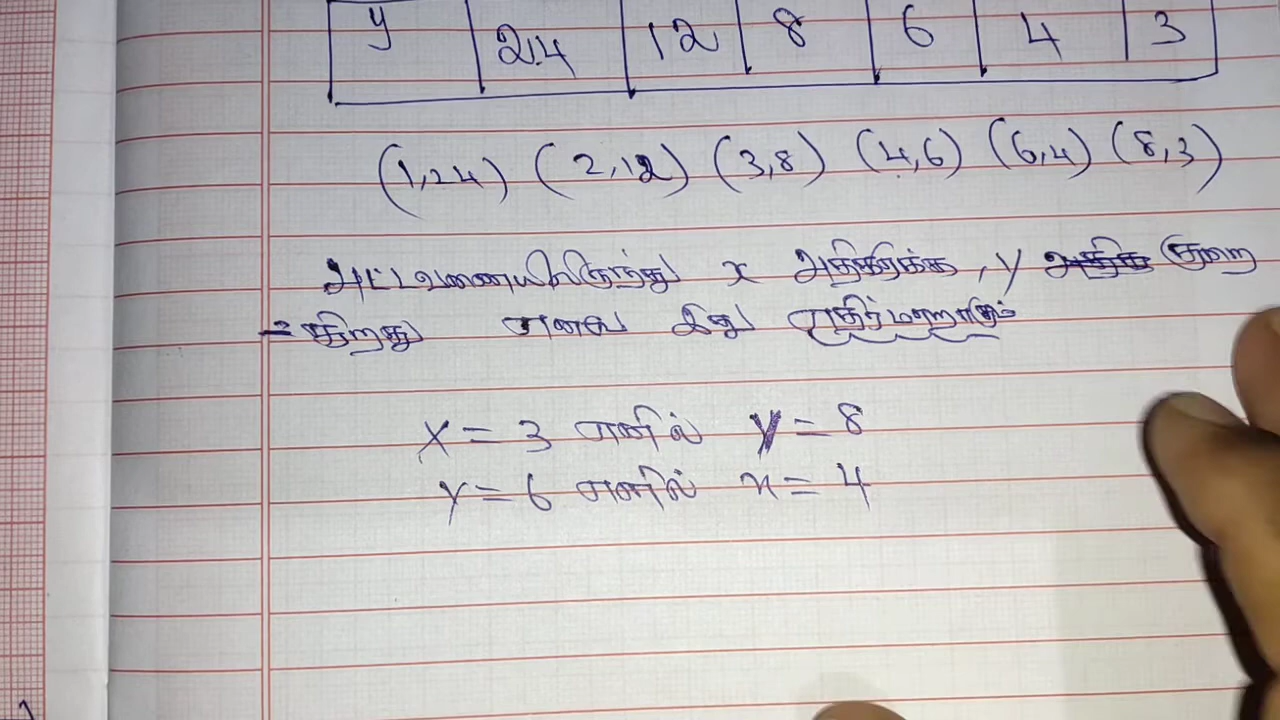 y 24 12 8 6 4 3
(1,24) (2,12) (3,8) (4,6) (6,4) (8,3)
அட்டவணையிலிருந்து x அதிகரிக்க, y குறை
கிறது எனவே இது எதிர்மாறாகும்
x = 3 எனில் y = 8
y = 6 எனில் x = 4